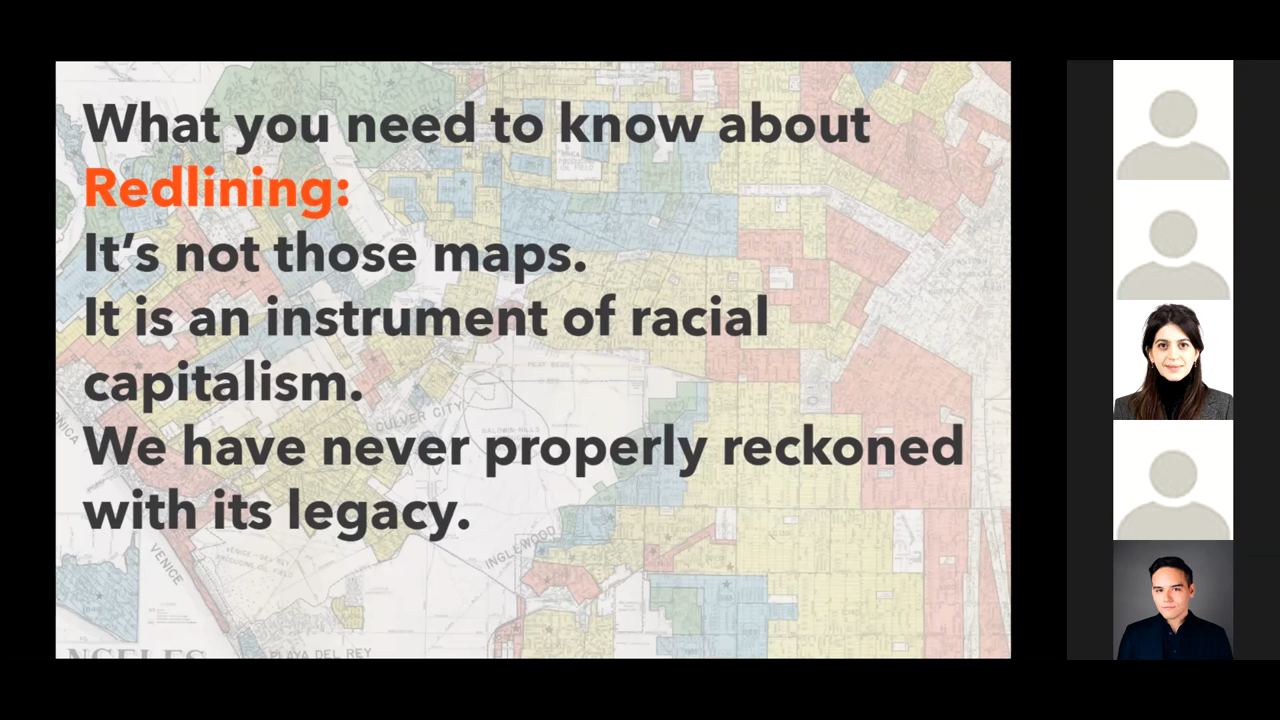 What you need to know about
Redlining:
It’s not those maps.
It is an instrument of racial
capitalism.
We have never properly reckoned
with its legacy.
CULVER CITY
BALDWIN HILLS
INGLEWOOD
VENICE
PLAYA DEL REY